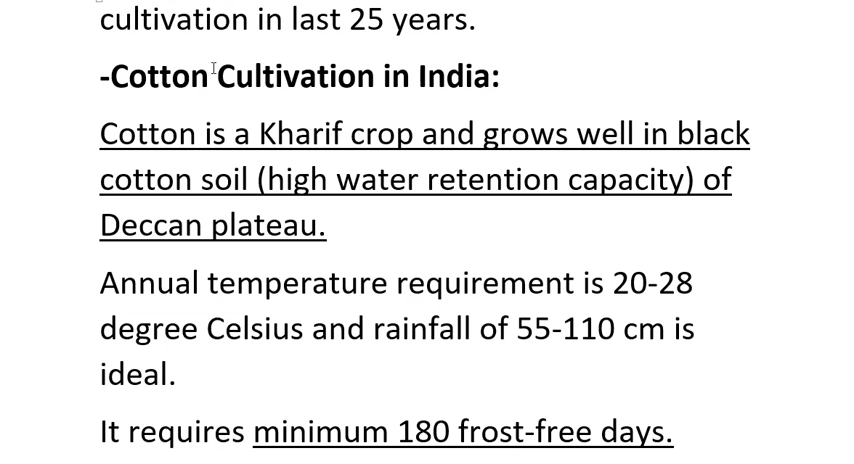 cultivation in last 25 years.
-Cotton Cultivation in India:
Cotton is a Kharif crop and grows well in black
cotton soil (high water retention capacity) of
Deccan plateau.
Annual temperature requirement is 20-28
degree Celsius and rainfall of 55-110 cm is
ideal.
It requires minimum 180 frost-free days.